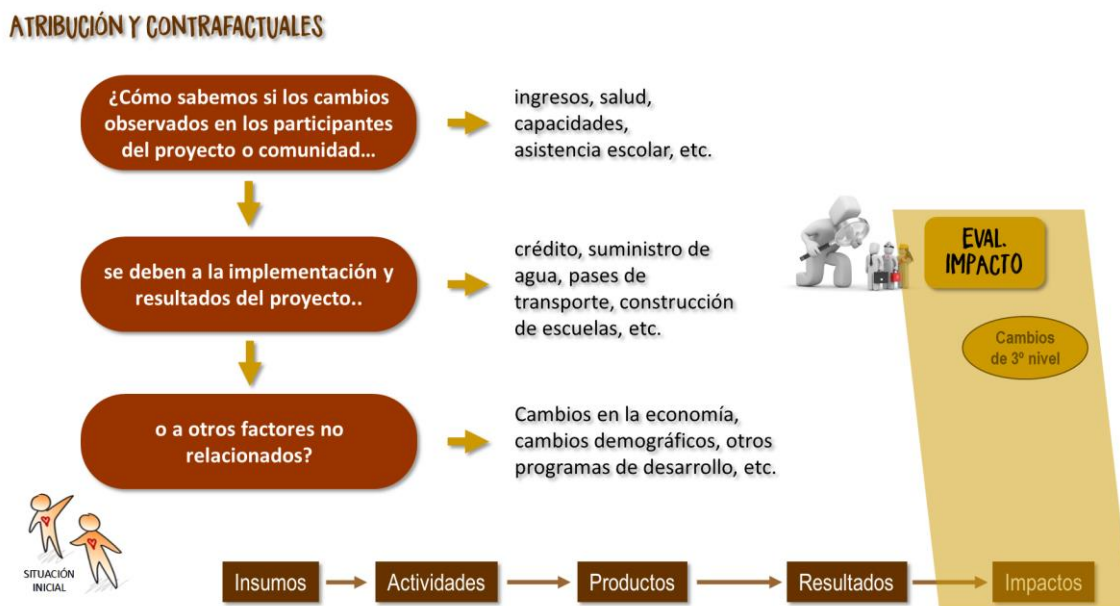 ATRIBUCIÓN Y CONTRAFACTUALES
¿Cómo sabemos si los cambios
observados en los participantes
del proyecto o comunidad...
ingresos, salud,
capacidades,
asistencia escolar, etc.
se deben a la implementación y
resultados del proyecto..
crédito, suministro de
agua, pases de
transporte, construcción
de escuelas, etc.
EVAL.
IMPACTO
Cambios
de 3º nivel
o a otros factores no
relacionados?
Cambios en la economía,
cambios demográficos, otros
programas de desarrollo, etc.
SITUACIÓN
INICIAL
Insumos
Actividades
Productos
Resultados
Impactos